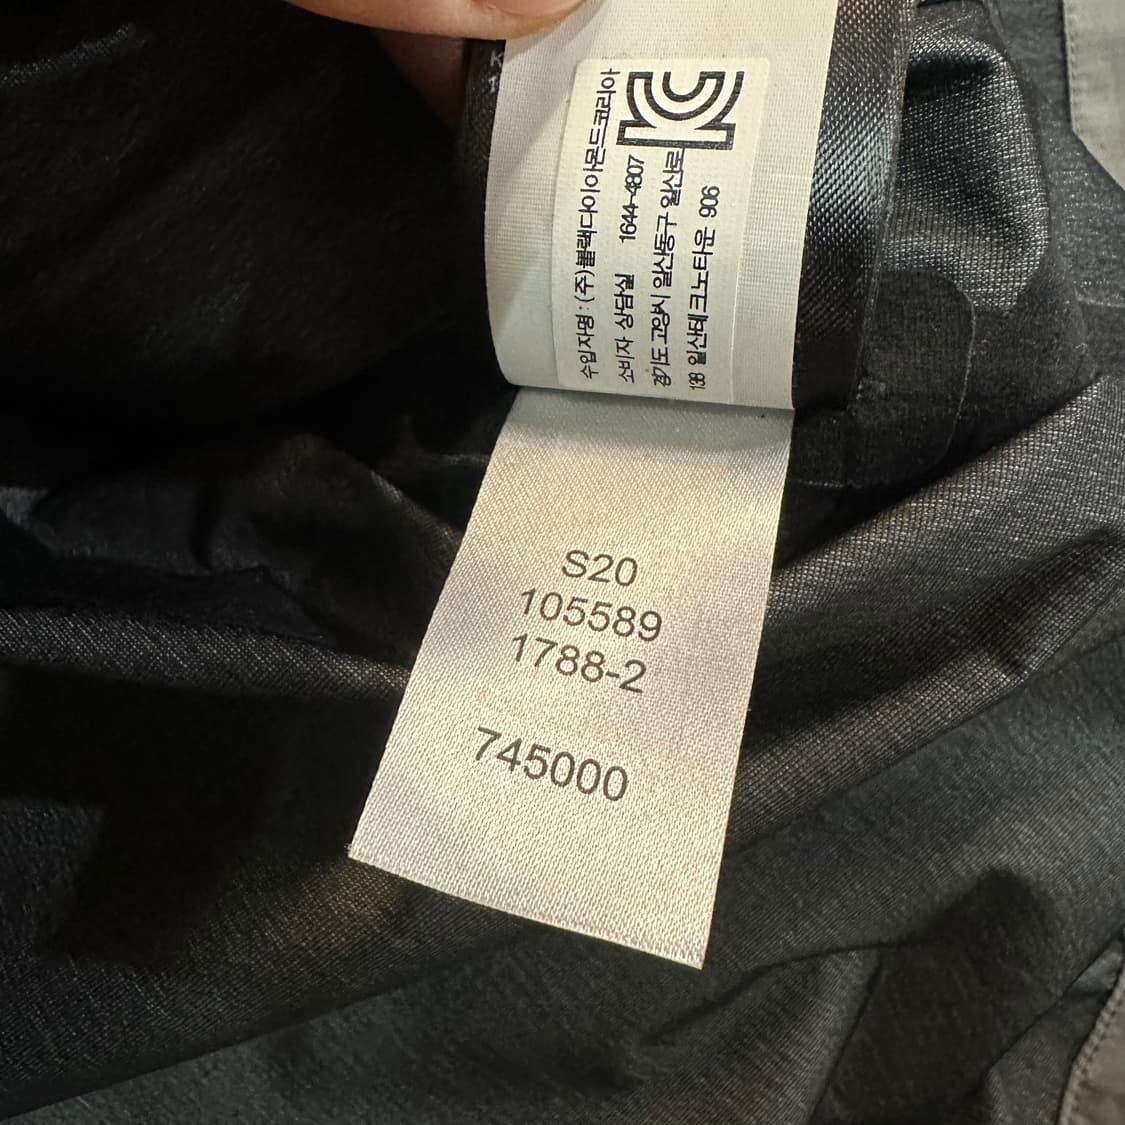 수입자명 : (주)블랙다이아몬드코리아
소비자 상담실 1644-4807
경기도 고양시 일산동구 일산로
138 일산테크노타운 906
S20
105589
1788-2
745000